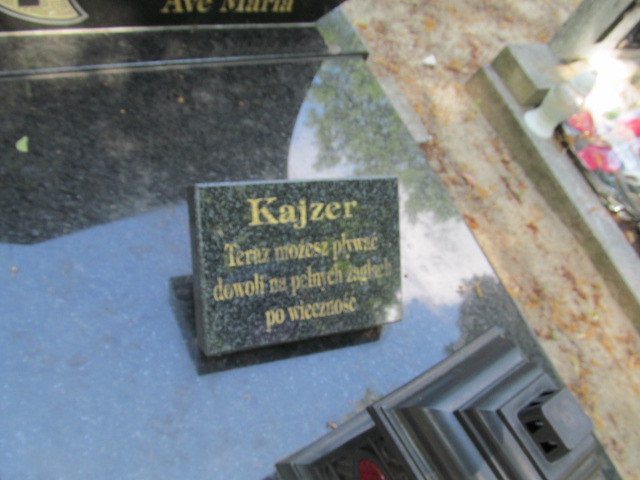 Ave Maria
Kajzer
Teraz możesz pływać
dowoli na pełnych żaglach
po wieczność